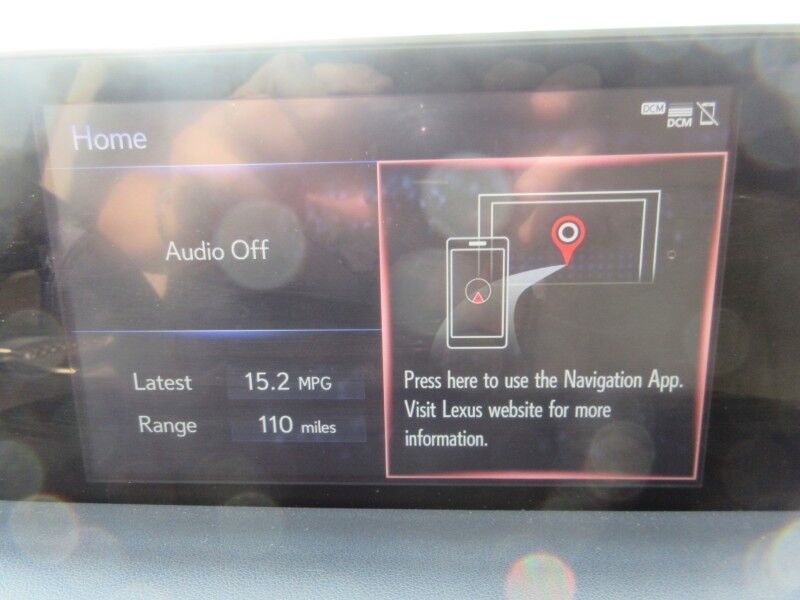 Home
DCM
DCM
Audio Off
Latest 15.2 MPG
Range 110 miles
Press here to use the Navigation App.
Visit Lexus website for more
information.